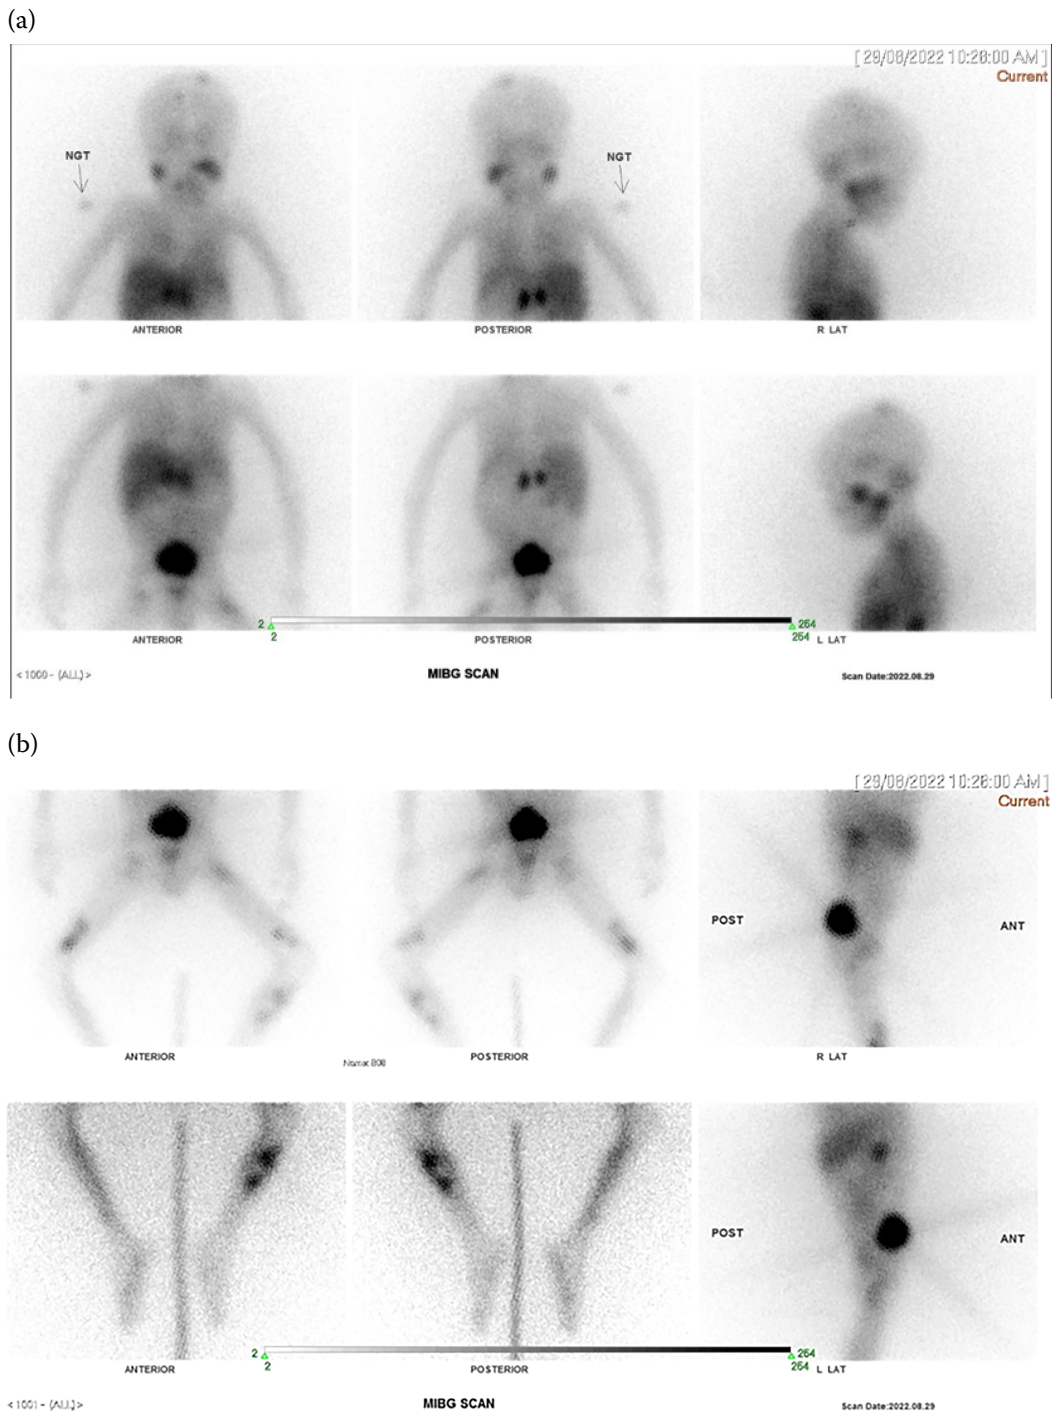 (a)
[ 29/08/2022 10:26:00 AM ]
Current
NGT
NGT
ANTERIOR
POSTERIOR
R LAT
2
264
2
264
ANTERIOR
POSTERIOR
L LAT
<1000 - (ALL)>
MIBG SCAN
Scan Date:2022.08.29
(b)
[ 29/08/2022 10:26:00 AM ]
Current
POST
ANT
ANTERIOR
POSTERIOR
R LAT
POST
ANT
2
264
2
264
ANTERIOR
POSTERIOR
L LAT
<1001 - (ALL)>
MIBG SCAN
Scan Date:2022.08.29